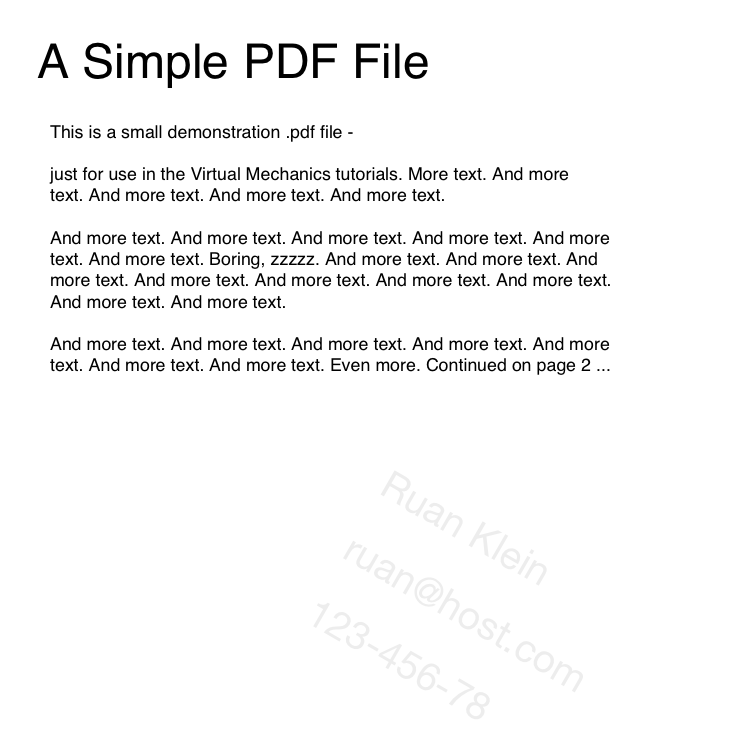 A Simple PDF File
This is a small demonstration .pdf file -
just for use in the Virtual Mechanics tutorials. More text. And more
text. And more text. And more text. And more text.
And more text. And more text. And more text. And more text. And more
text. And more text. Boring, zzzzz. And more text. And more text. And
more text. And more text. And more text. And more text. And more text.
And more text. And more text.
And more text. And more text. And more text. And more text. And more
text. And more text. And more text. Even more. Continued on page 2 ...
Ruan Klein
ruan@host.com
123-456-78